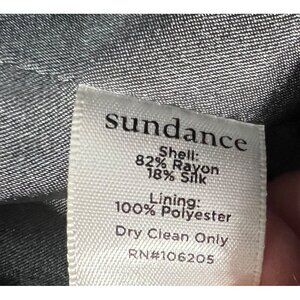 sundance
Shell:
82% Rayon
18% Silk
Lining:
100% Polyester
Dry Clean Only
RN#106205